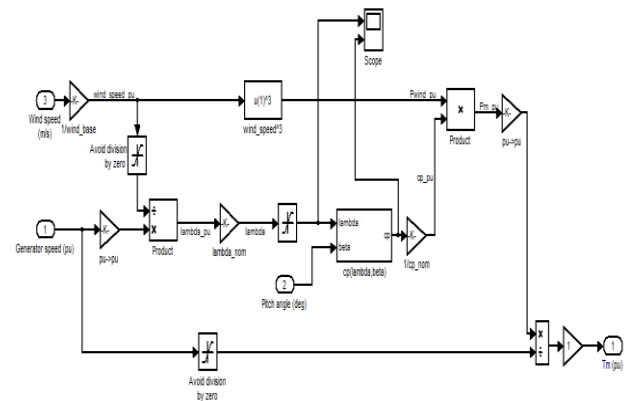 Scope
3
Wind speed
(m/s)
-K-
1/wind_base
wind_speed_pu
u(1)^3
wind_speed^3
Pwind_pu
×
Product
Pm_pu
-K-
pu->pu
Avoid division
by zero
cp_pu
1
Generator speed (pu)
-K-
pu->pu
÷
×
Product
lambda_pu
-K-
lambda_nom
lambda
lambda
beta
cp
cp(lambda,beta)
-K-
1/cp_nom
2
Pitch angle (deg)
Avoid division
by zero
×
÷
1
1
Tm (pu)